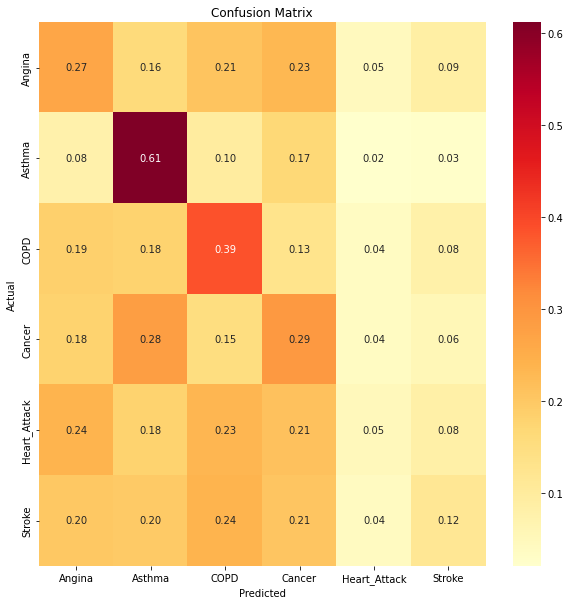 Confusion Matrix
Actual
Angina 0.27 0.16 0.21 0.23 0.05 0.09
Asthma 0.08 0.61 0.10 0.17 0.02 0.03
COPD 0.19 0.18 0.39 0.13 0.04 0.08
Cancer 0.18 0.28 0.15 0.29 0.04 0.06
Heart_Attack 0.24 0.18 0.23 0.21 0.05 0.08
Stroke 0.20 0.20 0.24 0.21 0.04 0.12
Angina Asthma COPD Cancer Heart_Attack Stroke
Predicted
0.6
0.5
0.4
0.3
0.2
0.1